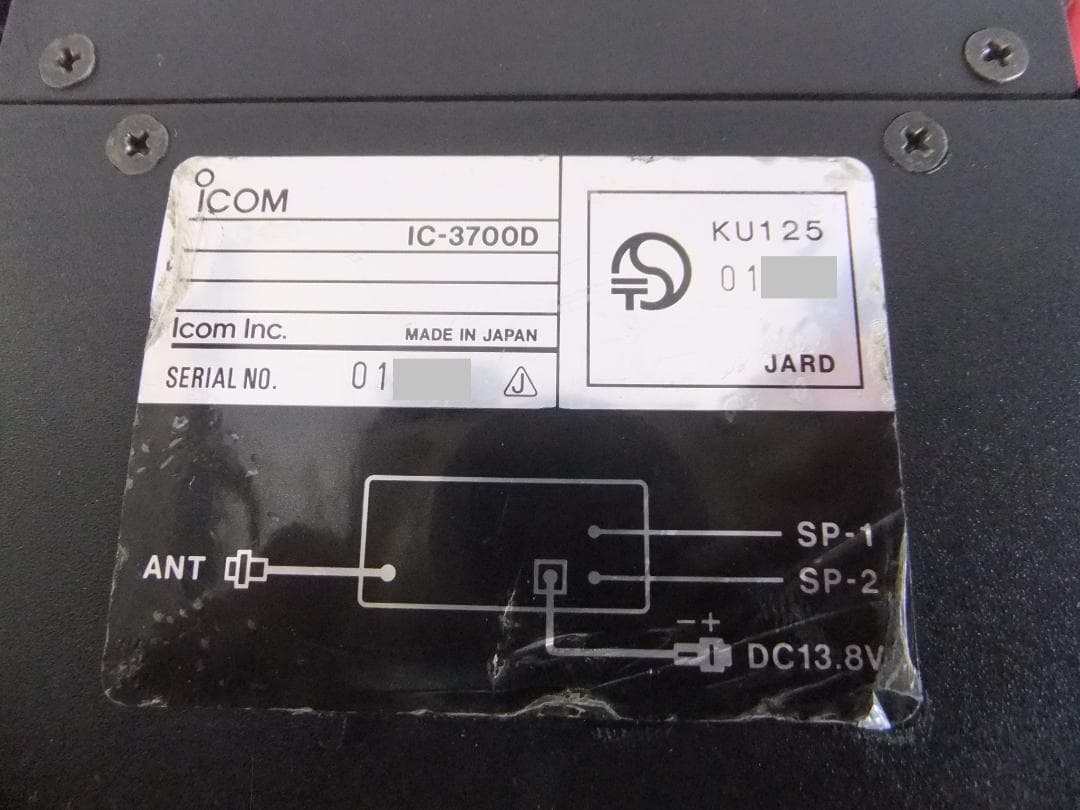 ICOM
IC-3700D
Icom Inc. MADE IN JAPAN
SERIAL NO. 01
J
KU125
01
JARD
ANT
SP-1
SP-2
- +
DC13.8V